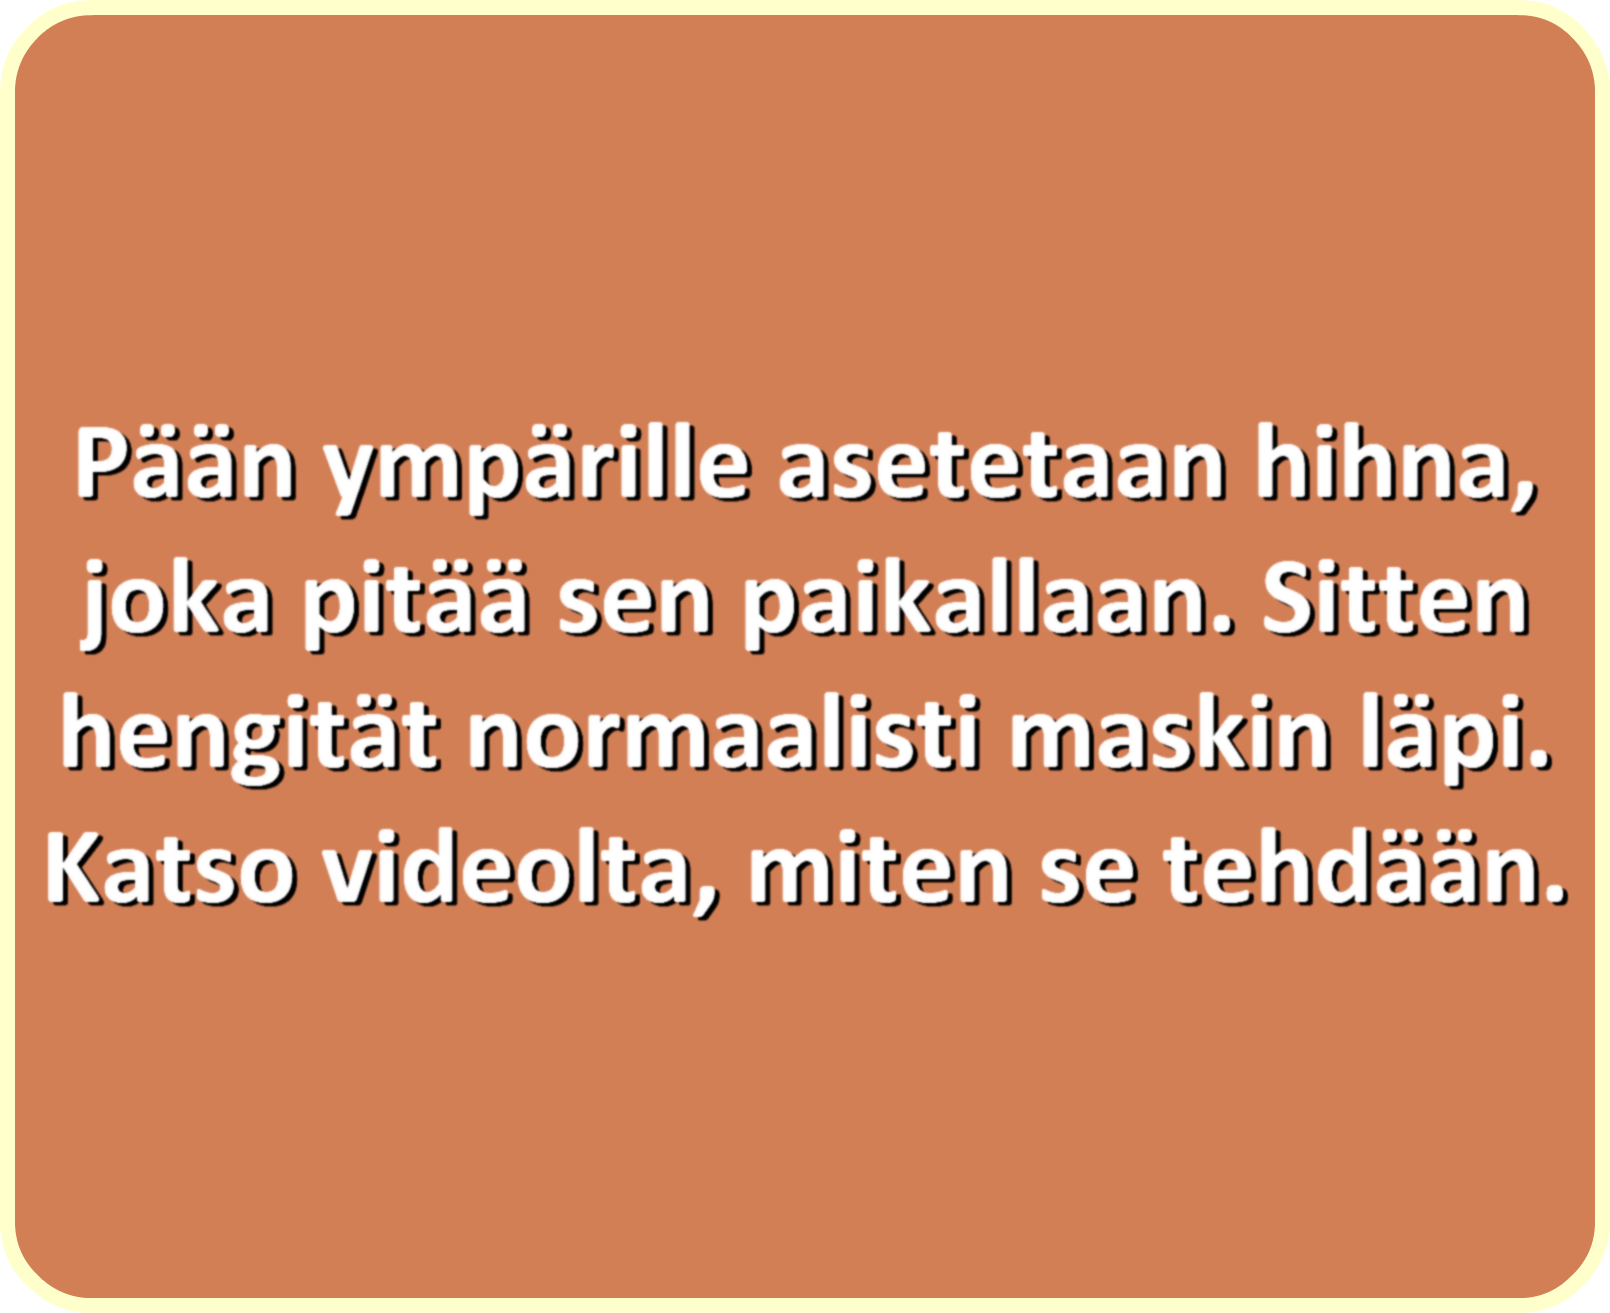 Pään ympärille asetetaan hihna,
joka pitää sen paikallaan. Sitten
hengität normaalisti maskin läpi.
Katso videolta, miten se tehdään.